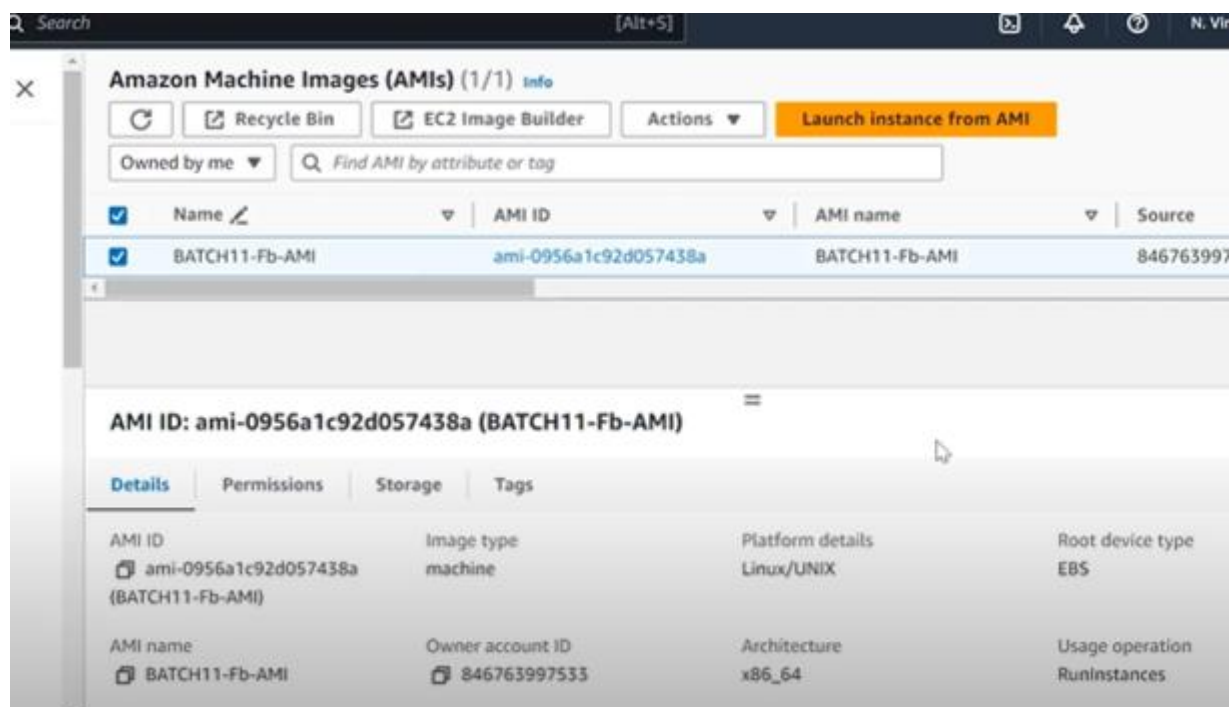 Search [Alt+S] N. Vir
Amazon Machine Images (AMIs) (1/1) Info
Recycle Bin EC2 Image Builder Actions Launch instance from AMI
Owned by me Find AMI by attribute or tag
Name AMI ID AMI name Source
BATCH11-Fb-AMI ami-0956a1c92d057438a BATCH11-Fb-AMI 846763997
AMI ID: ami-0956a1c92d057438a (BATCH11-Fb-AMI)
Details Permissions Storage Tags
AMI ID Image type Platform details Root device type
ami-0956a1c92d057438a machine Linux/UNIX EBS
(BATCH11-Fb-AMI)
AMI name Owner account ID Architecture Usage operation
BATCH11-Fb-AMI 846763997533 x86_64 RunInstances